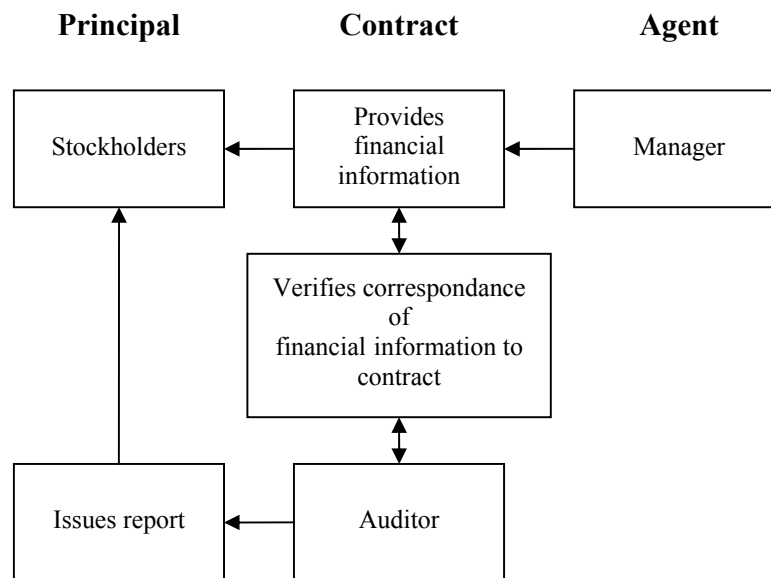 Principal Contract Agent
Stockholders
Provides
financial
information
Manager
Verifies correspondance
of
financial information to
contract
Issues report
Auditor